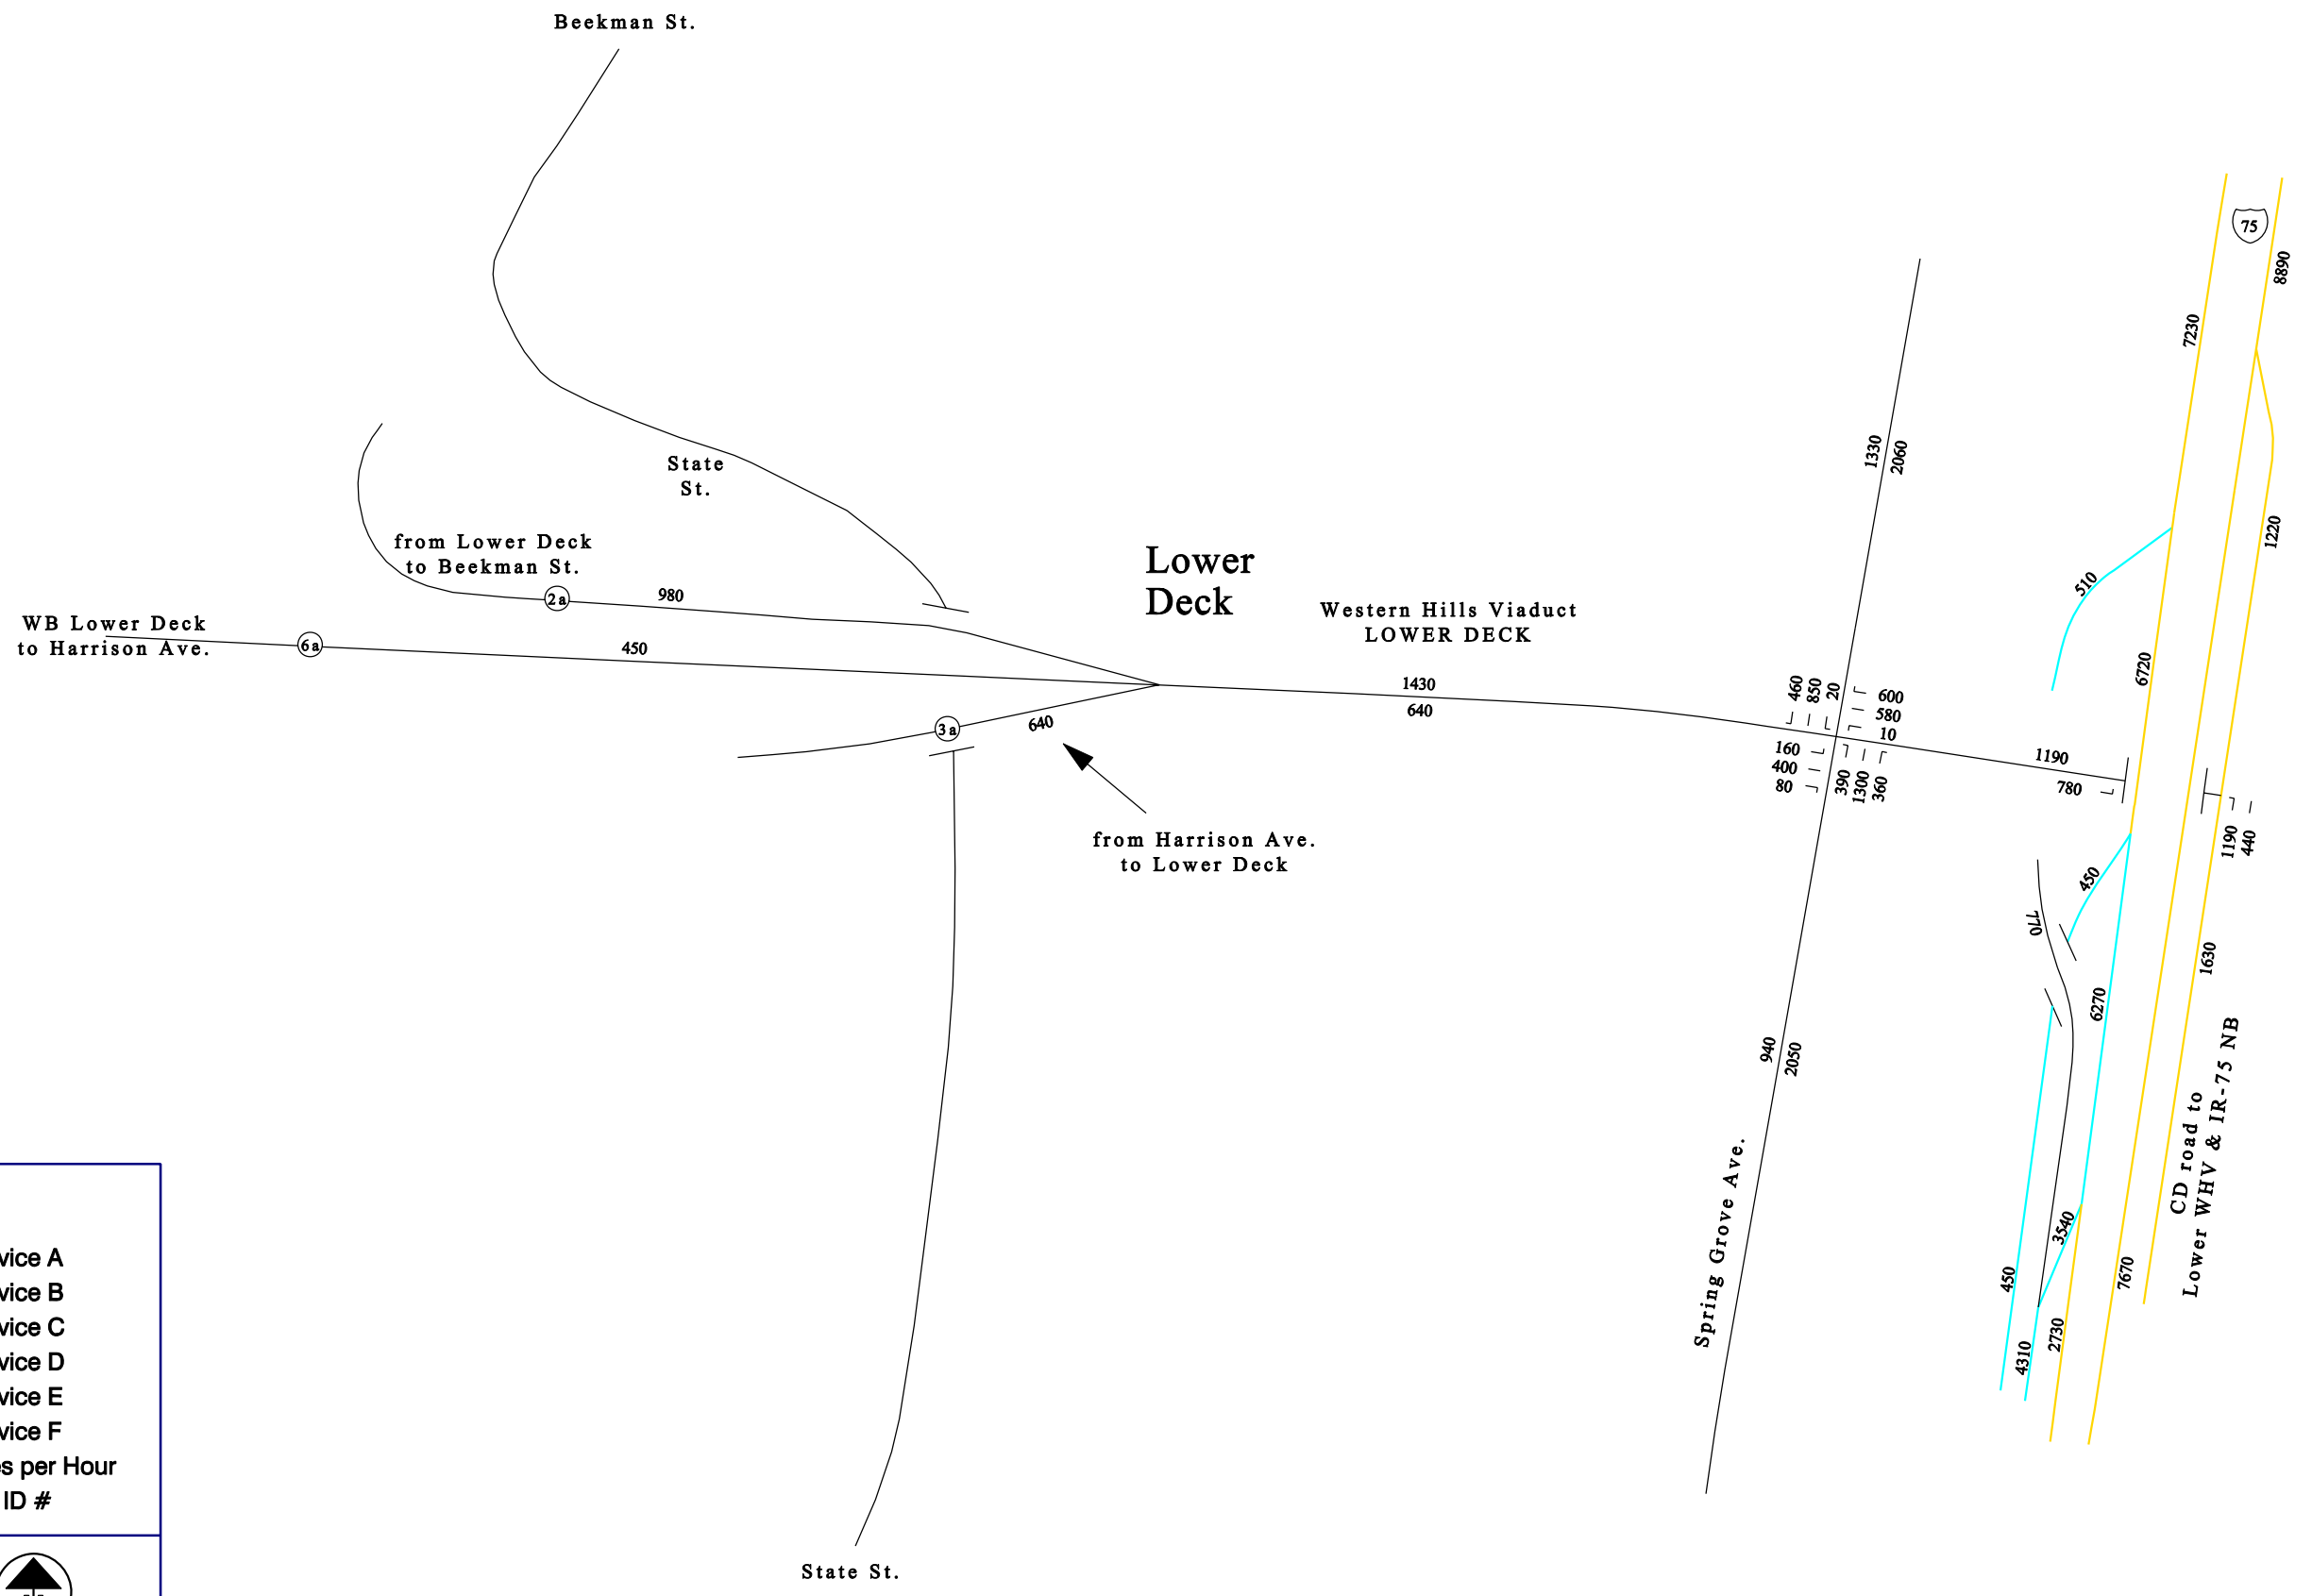 Beekman St.
75
8890
7230
1330
2060
State
St.
1220
from Lower Deck
to Beekman St.
Lower
Deck
510
2a
980
WB Lower Deck
to Harrison Ave.
6a
450
Western Hills Viaduct
LOWER DECK
6720
1430
640
460
850
20
600
580
10
3a
640
160
400
80
390
1300
360
1190
780
1190
440
from Harrison Ave.
to Lower Deck
450
770
1630
6270
940
2050
CD road to
Lower WHV & IR-75 NB
Spring Grove Ave.
3540
450
7670
2730
4310
vice A
vice B
vice C
vice D
vice E
vice F
s per Hour
ID #
State St.